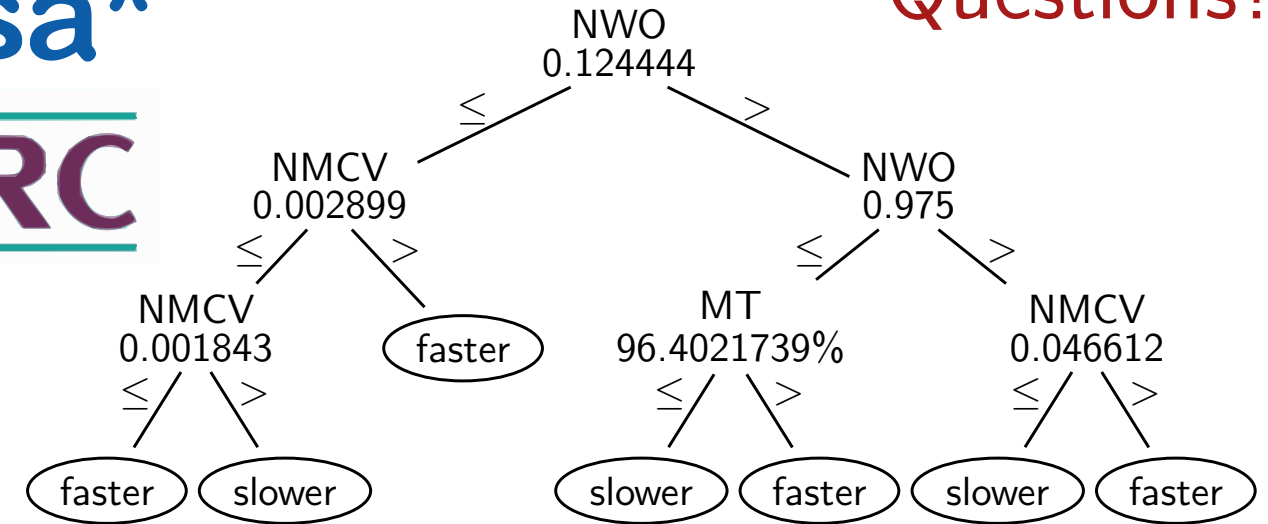 sa*
Questions?
RC
NWO
0.124444
≤ >
NMCV
0.002899
NWO
0.975
≤ > ≤ >
NMCV
0.001843
faster
MT
96.4021739%
NMCV
0.046612
≤ > ≤ > ≤ >
faster slower slower faster slower faster